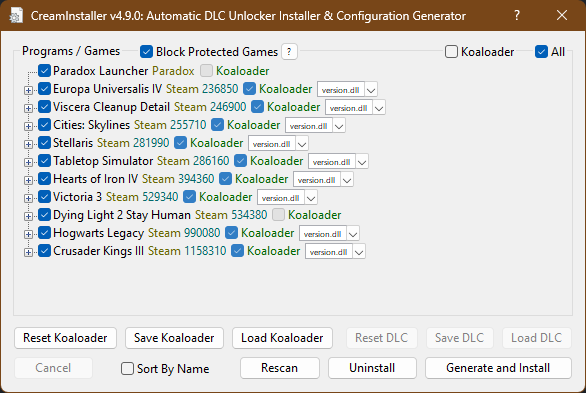 CreamInstaller v4.9.0: Automatic DLC Unlocker Installer & Configuration Generator
Programs / Games Block Protected Games ? Koaloader All
Paradox Launcher Paradox Koaloader
Europa Universalis IV Steam 236850 Koaloader version.dll
Viscera Cleanup Detail Steam 246900 Koaloader version.dll
Cities: Skylines Steam 255710 Koaloader version.dll
Stellaris Steam 281990 Koaloader version.dll
Tabletop Simulator Steam 286160 Koaloader version.dll
Hearts of Iron IV Steam 394360 Koaloader version.dll
Victoria 3 Steam 529340 Koaloader version.dll
Dying Light 2 Stay Human Steam 534380 Koaloader
Hogwarts Legacy Steam 990080 Koaloader version.dll
Crusader Kings III Steam 1158310 Koaloader version.dll
Reset Koaloader Save Koaloader Load Koaloader Reset DLC Save DLC Load DLC
Cancel Sort By Name Rescan Uninstall Generate and Install